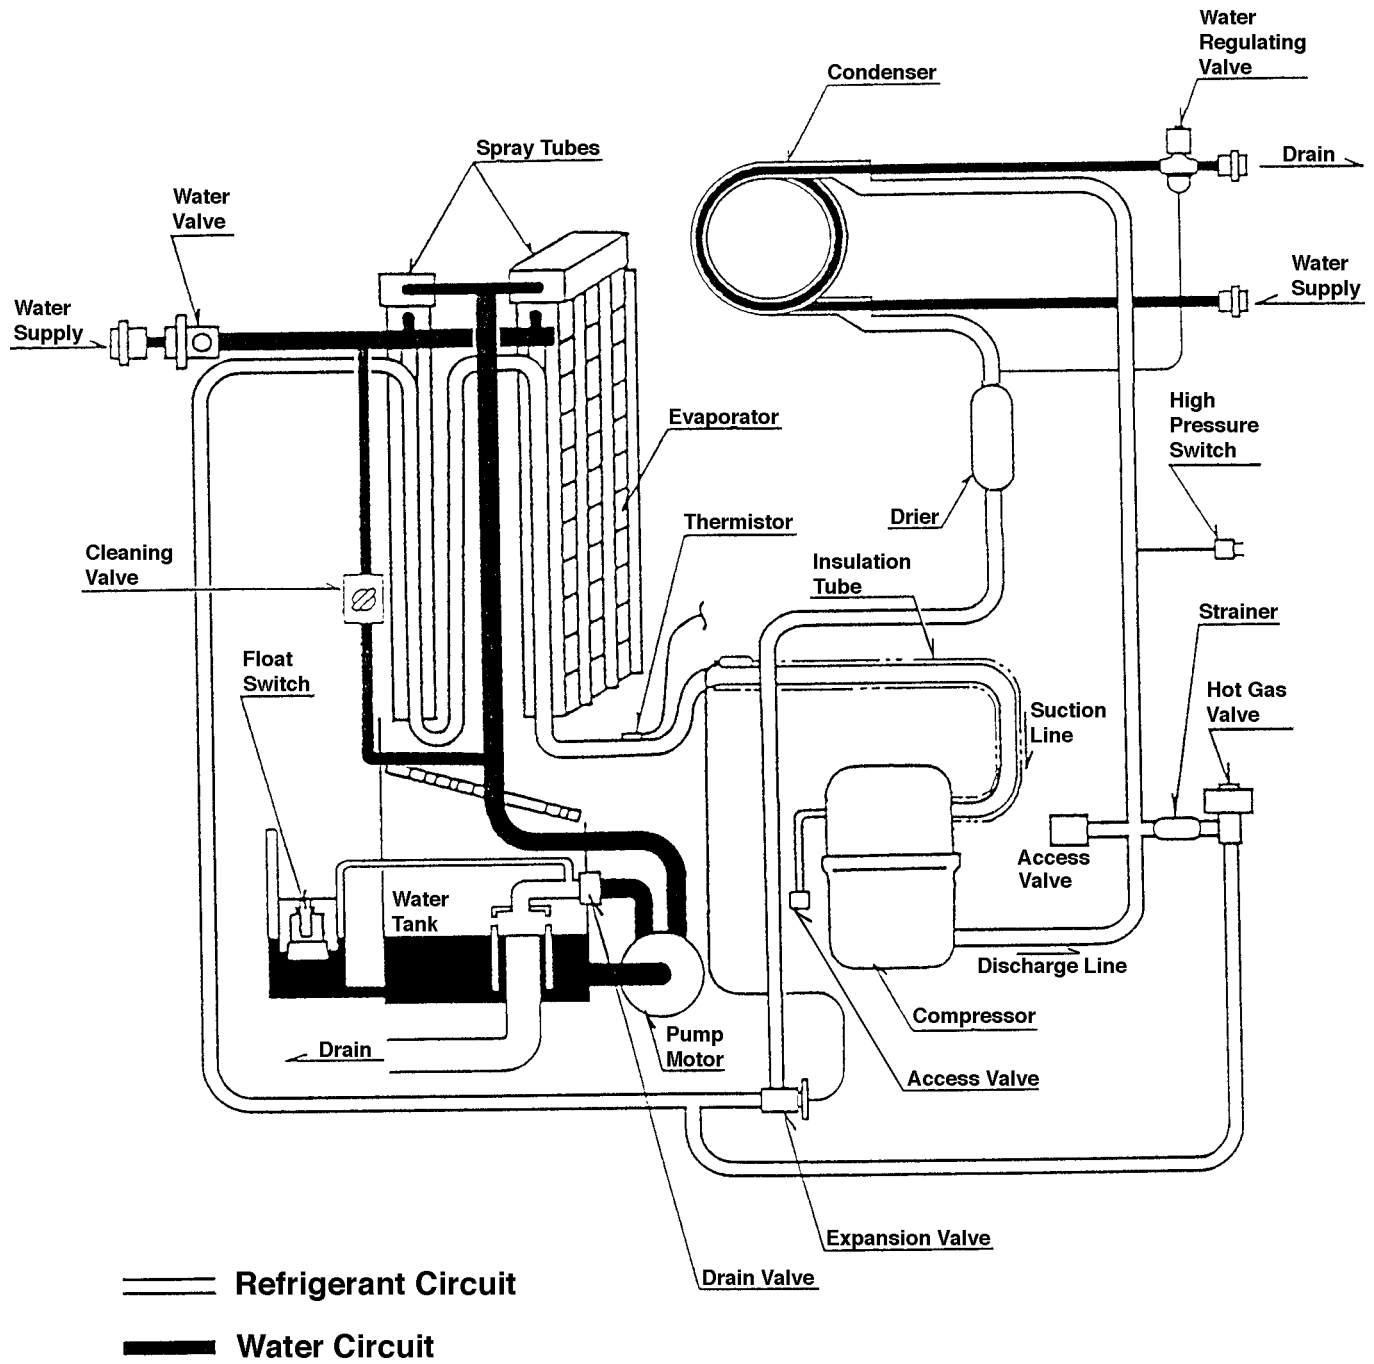 Water
Regulating
Valve
Condenser
Spray Tubes
Drain
Water
Valve
Water
Supply
Water
Supply
High
Pressure
Switch
Evaporator
Thermistor
Drier
Cleaning
Valve
Insulation
Tube
Strainer
Float
Switch
Hot Gas
Valve
Suction
Line
Access
Valve
Water
Tank
Discharge Line
Compressor
Drain
Pump
Motor
Access Valve
Expansion Valve
Drain Valve
Refrigerant Circuit
Water Circuit